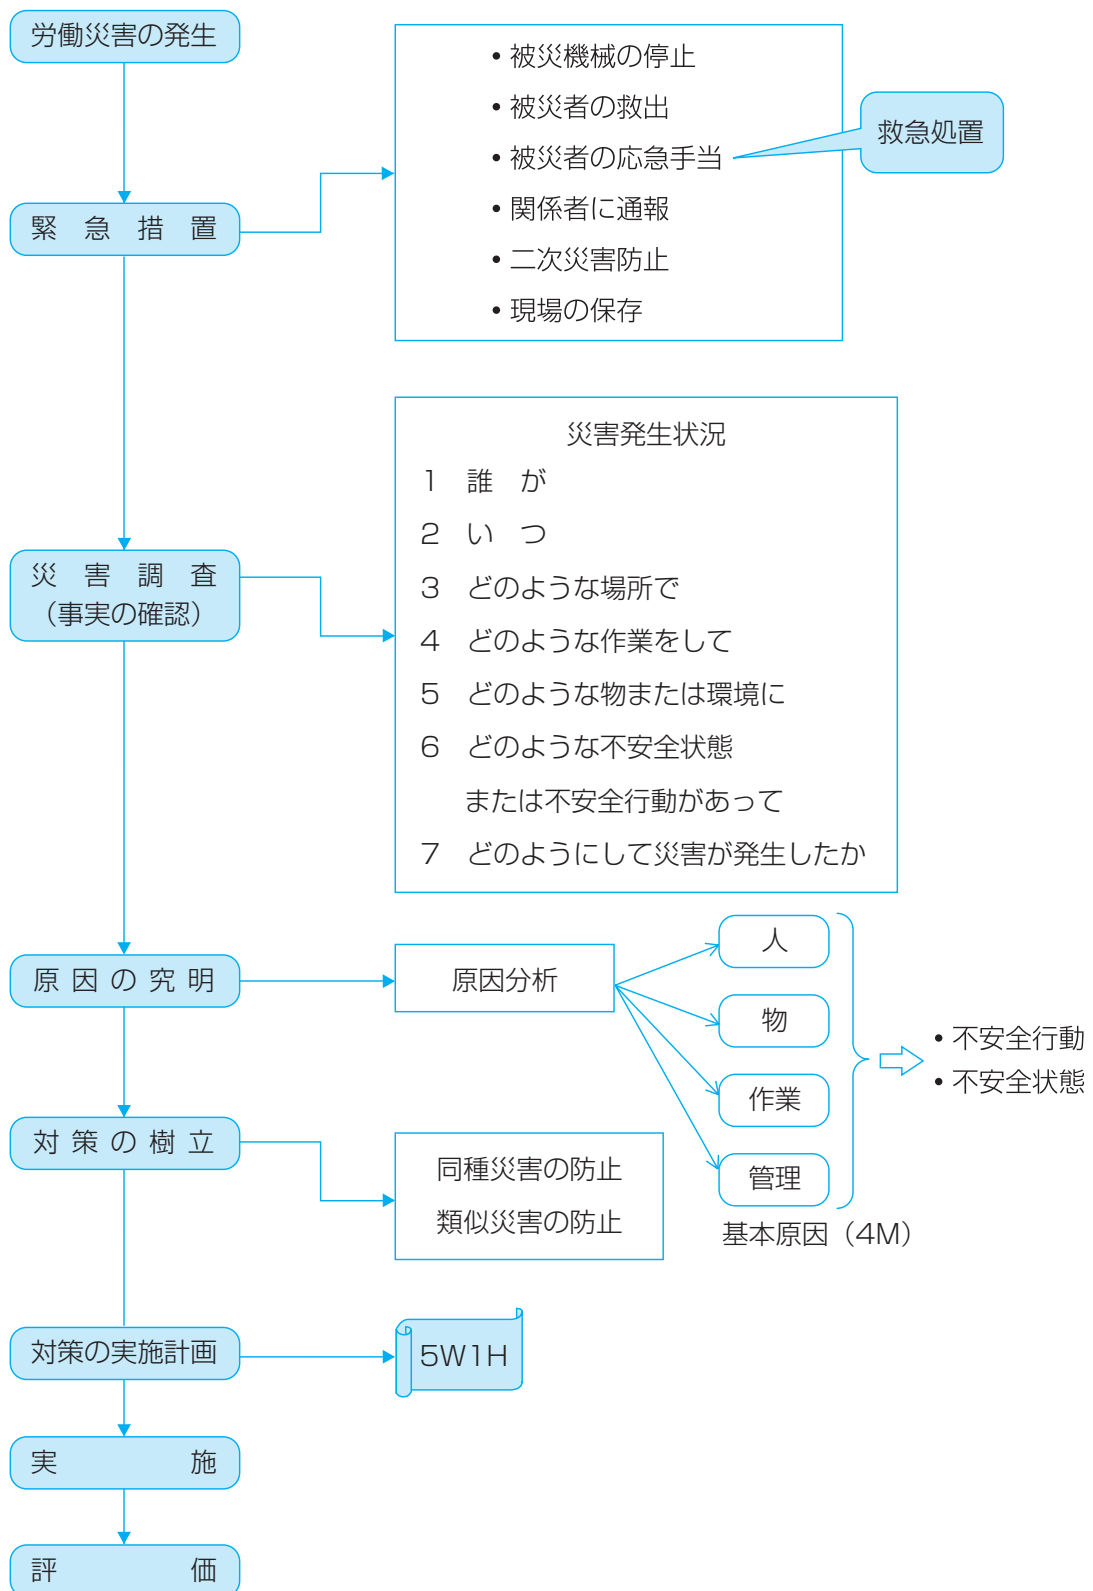 労働災害の発生
• 被災機械の停止
• 被災者の救出
• 被災者の応急手当
救急処置
• 関係者に通報
• 二次災害防止
• 現場の保存
緊急措置
災害発生状況
1 誰が
2 いつ
3 どのような場所で
4 どのような作業をして
5 どのような物または環境に
6 どのような不安全状態
または不安全行動があって
7 どのようにして災害が発生したか
災害調査
（事実の確認）
原因の究明
原因分析
人
物
作業
管理
基本原因（4M）
• 不安全行動
• 不安全状態
対策の樹立
同種災害の防止
類似災害の防止
対策の実施計画
5W1H
実施
評価